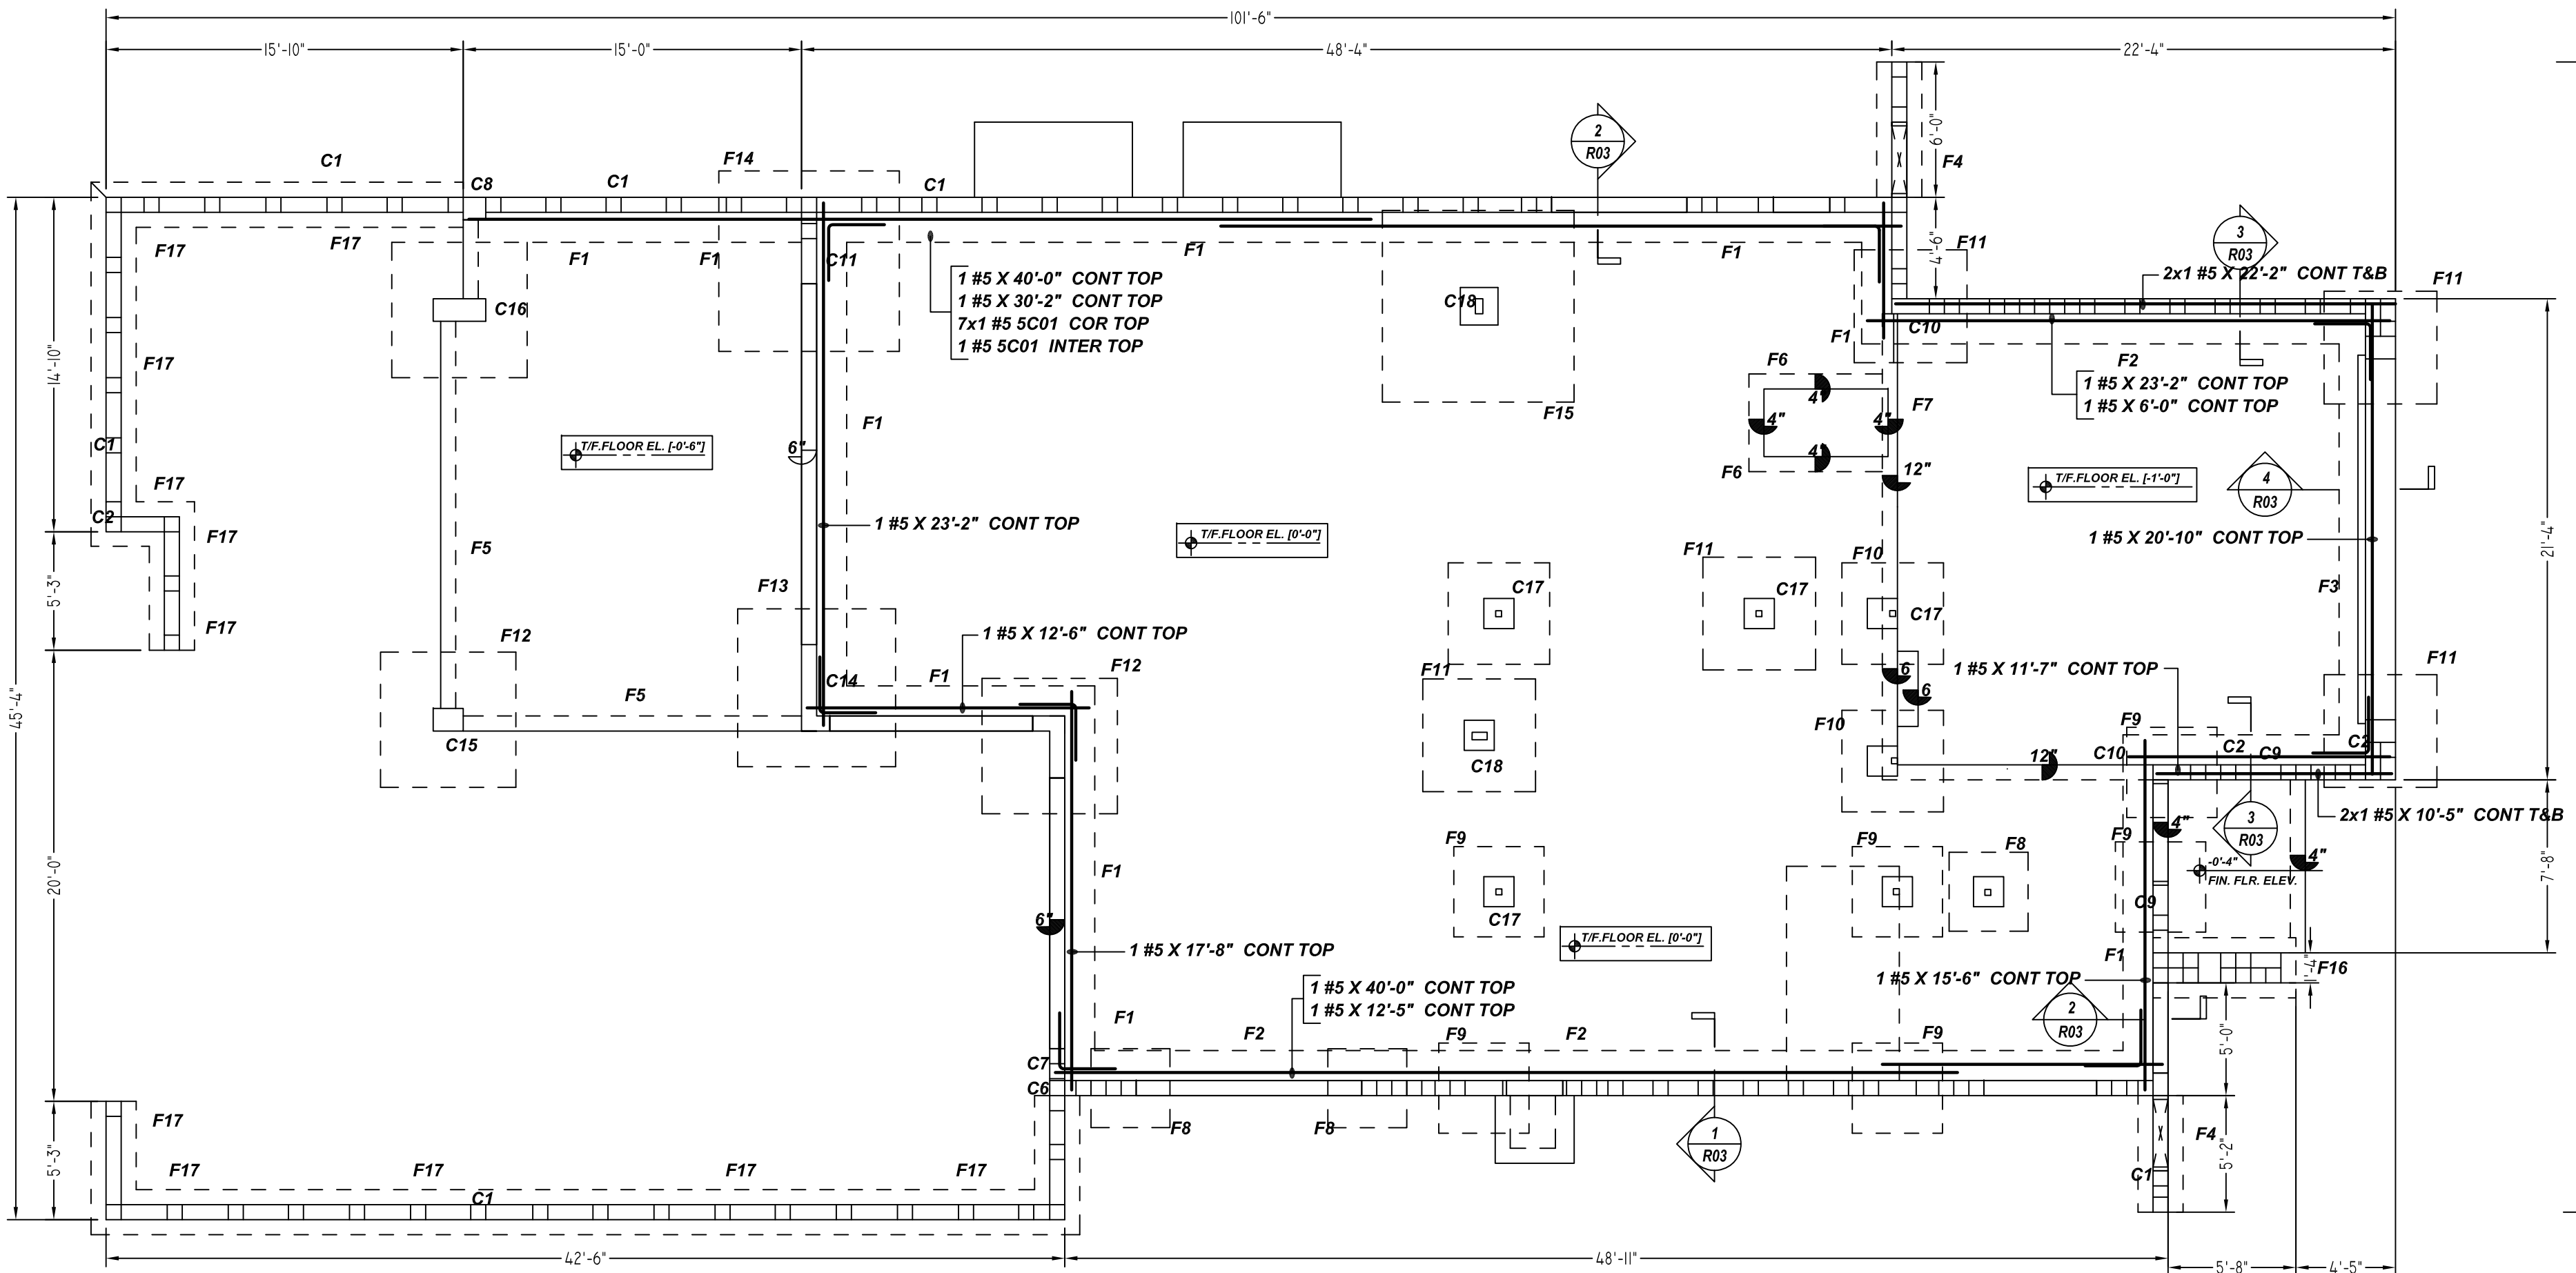 101'-6"
15'-10"
15'-0"
48'-4"
22'-4"
2
R03
6'-0"
F4
C1
C8
C1
F14
C1
F17
F17
F1
F1
C11
F1
F1
4'-6"
F11
3
R03
2x1 #5 X 22'-2" CONT T&B
F11
1 #5 X 40'-0" CONT TOP
1 #5 X 30'-2" CONT TOP
7x1 #5 5C01 COR TOP
1 #5 5C01 INTER TOP
C16
C18
F1
C10
14'-10"
F17
F6
F2
1 #5 X 23'-2" CONT TOP
1 #5 X 6'-0" CONT TOP
4"
F7
F15
F1
4"
4"
C1
T/F.FLOOR EL. [-0'-6"]
6"
4"
F6
12"
T/F.FLOOR EL. [-1'-0"]
4
R03
F17
C2
F17
1 #5 X 23'-2" CONT TOP
T/F.FLOOR EL. [0'-0"]
1 #5 X 20'-10" CONT TOP
21'-4"
F5
F11
F10
5'-3"
F13
C17
C17
C17
F3
F17
F12
1 #5 X 12'-6" CONT TOP
F12
F11
6
1 #5 X 11'-7" CONT TOP
F11
C14
F1
6
F5
45'-4"
F10
F9
C15
C18
12"
C10
C2
C9
C2
2x1 #5 X 10'-5" CONT T&B
F9
F9
F8
F9
4"
3
R03
4"
7'-8"
20'-0"
F1
-0'-4"
FIN. FLR. ELEV.
C9
6"
C17
T/F.FLOOR EL. [0'-0"]
1 #5 X 17'-8" CONT TOP
F1
1'-4"
F16
1 #5 X 15'-6" CONT TOP
1 #5 X 40'-0" CONT TOP
1 #5 X 12'-5" CONT TOP
2
R03
F1
F2
F9
F2
F9
5'-0"
C7
C6
F17
F8
F8
1
R03
F4
5'-2"
5'-3"
F17
F17
F17
F17
C1
C1
42'-6"
48'-11"
5'-8"
4'-5"